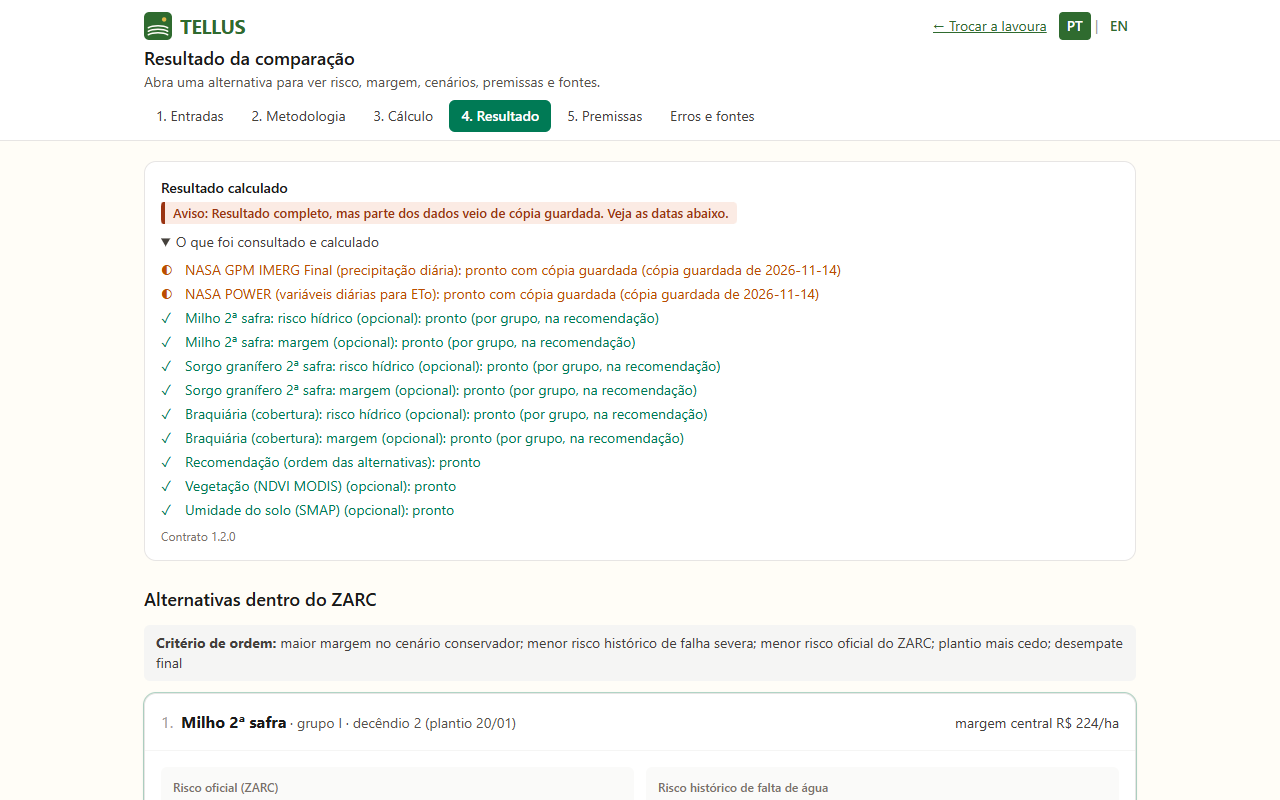 TELLUS
← Trocar a lavoura
PT | EN
Resultado da comparação
Abra uma alternativa para ver risco, margem, cenários, premissas e fontes.
1. Entradas
2. Metodologia
3. Cálculo
4. Resultado
5. Premissas
Erros e fontes
Resultado calculado
Aviso: Resultado completo, mas parte dos dados veio de cópia guardada. Veja as datas abaixo.
▼ O que foi consultado e calculado
NASA GPM IMERG Final (precipitação diária): pronto com cópia guardada (cópia guardada de 2026-11-14)
NASA POWER (variáveis diárias para ETo): pronto com cópia guardada (cópia guardada de 2026-11-14)
✓ Milho 2ª safra: risco hídrico (opcional): pronto (por grupo, na recomendação)
✓ Milho 2ª safra: margem (opcional): pronto (por grupo, na recomendação)
✓ Sorgo granífero 2ª safra: risco hídrico (opcional): pronto (por grupo, na recomendação)
✓ Sorgo granífero 2ª safra: margem (opcional): pronto (por grupo, na recomendação)
✓ Braquiária (cobertura): risco hídrico (opcional): pronto (por grupo, na recomendação)
✓ Braquiária (cobertura): margem (opcional): pronto (por grupo, na recomendação)
✓ Recomendação (ordem das alternativas): pronto
✓ Vegetação (NDVI MODIS) (opcional): pronto
✓ Umidade do solo (SMAP) (opcional): pronto
Contrato 1.2.0
Alternativas dentro do ZARC
Critério de ordem: maior margem no cenário conservador; menor risco histórico de falha severa; menor risco oficial do ZARC; plantio mais cedo; desempate
final
1. Milho 2ª safra · grupo I · decêndio 2 (plantio 20/01)
margem central R$ 224/ha
Risco oficial (ZARC)
Risco histórico de falta de água